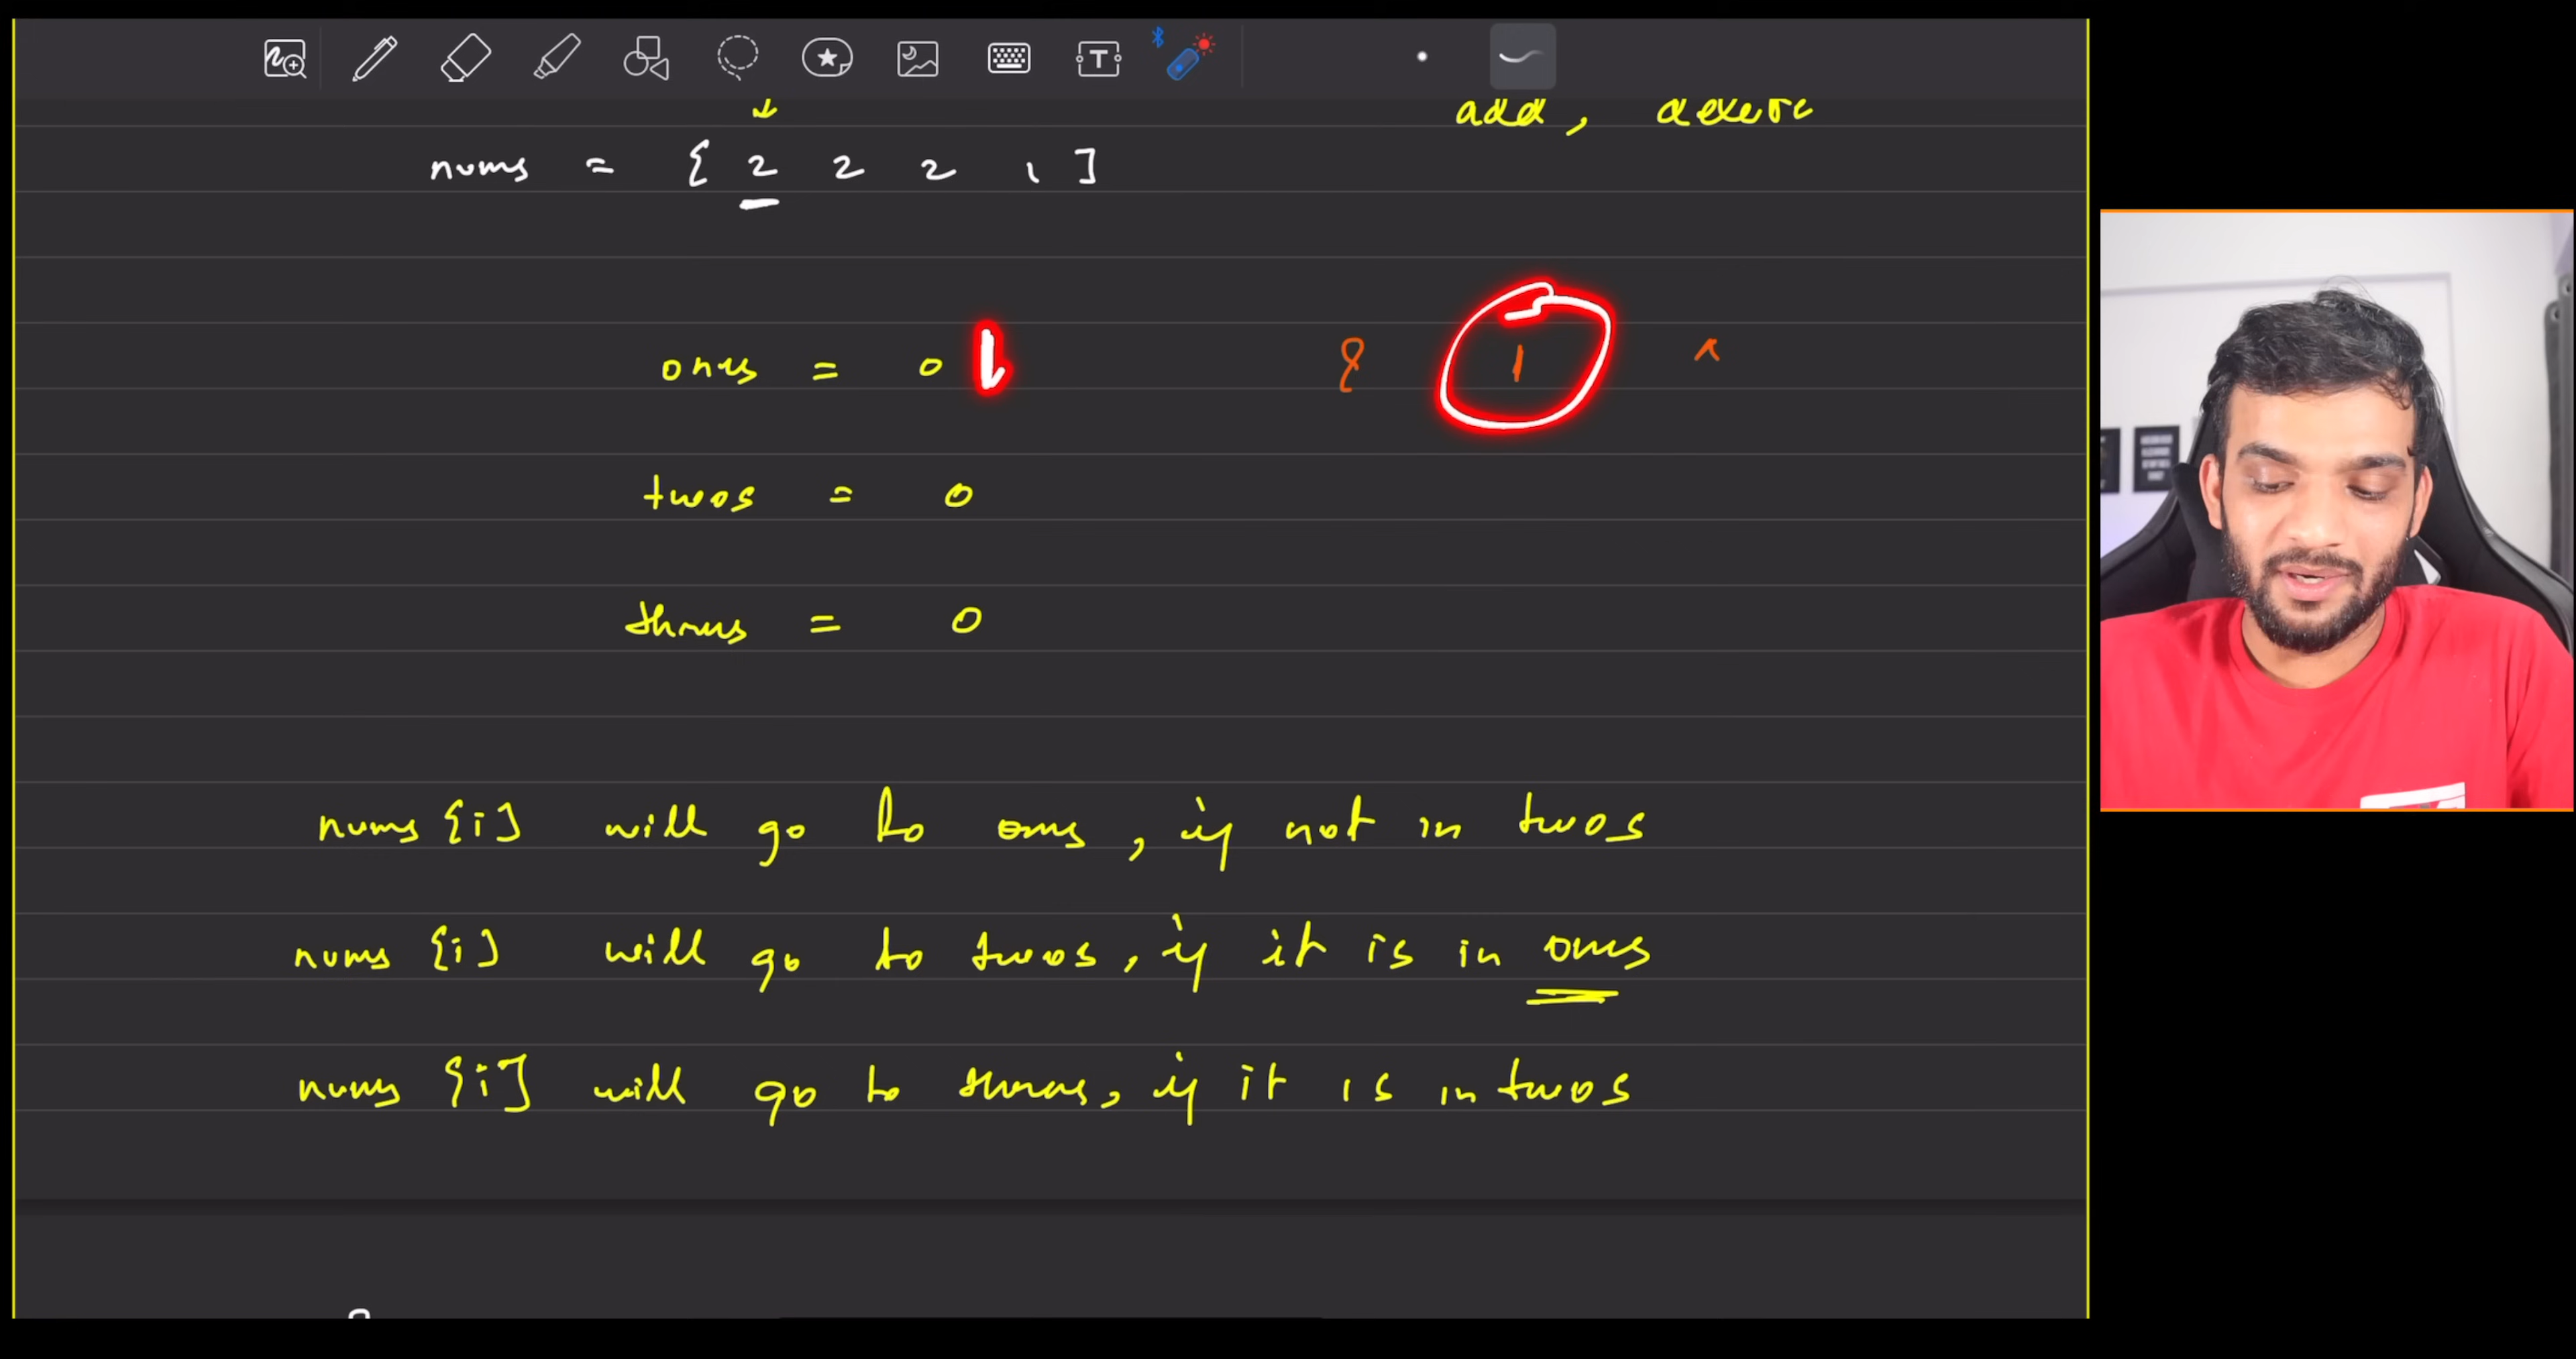 add, delete
nums = { 2 2 2 1 ]
ones = 0 1 & 1 ^
twos = 0
threes = 0
nums [i] will go to ones, if not in twos
nums [i] will go to twos, if it is in ones
nums [i] will go to threes, if it is in twos